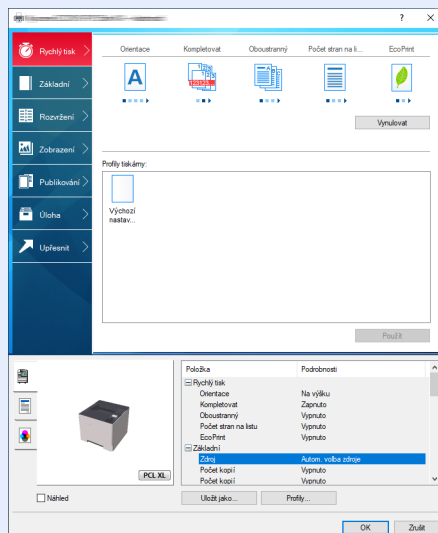 ? ×
Rychlý tisk
Základní
Rozvržení
Zobrazení
Publikování
Úloha
Upřesnit
Orientace Kompletovat Oboustranný Počet stran na li... EcoPrint
A
123123
Vynulovat
Profily tiskárny:
Výchozí
nastav...
Použít
PCL XL
Náhled
Položka Podrobnosti
Rychlý tisk
Orientace Na výšku
Kompletovat Zapnuto
Oboustranný Vypnuto
Počet stran na listu Vypnuto
EcoPrint Vypnuto
Základní
Zdroj Autom. volba zdroje
Počet kopií Vypnuto
Počet kopií Vypnuto
Uložit jako... Profily...
OK Zrušit